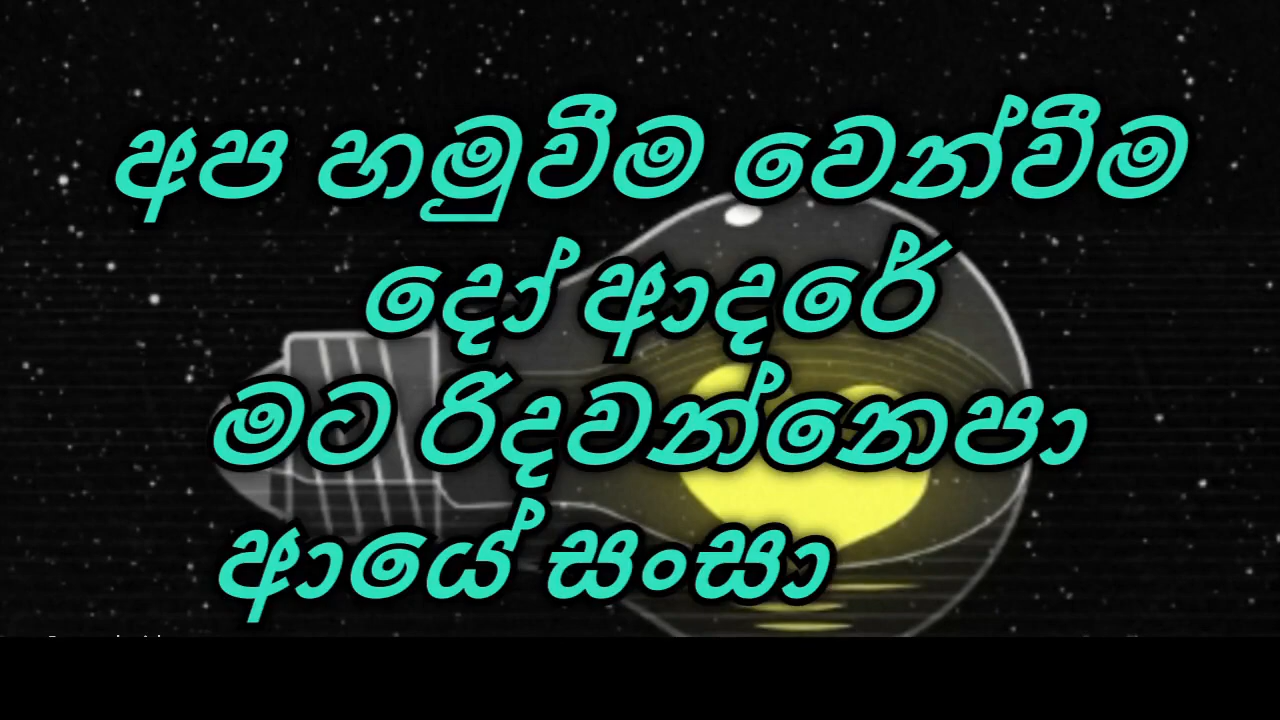 අප හමුවීම වෙන්වීම
දෝ ආදරේ
මට රිදවන්නෙපා
ආයේ සංසා